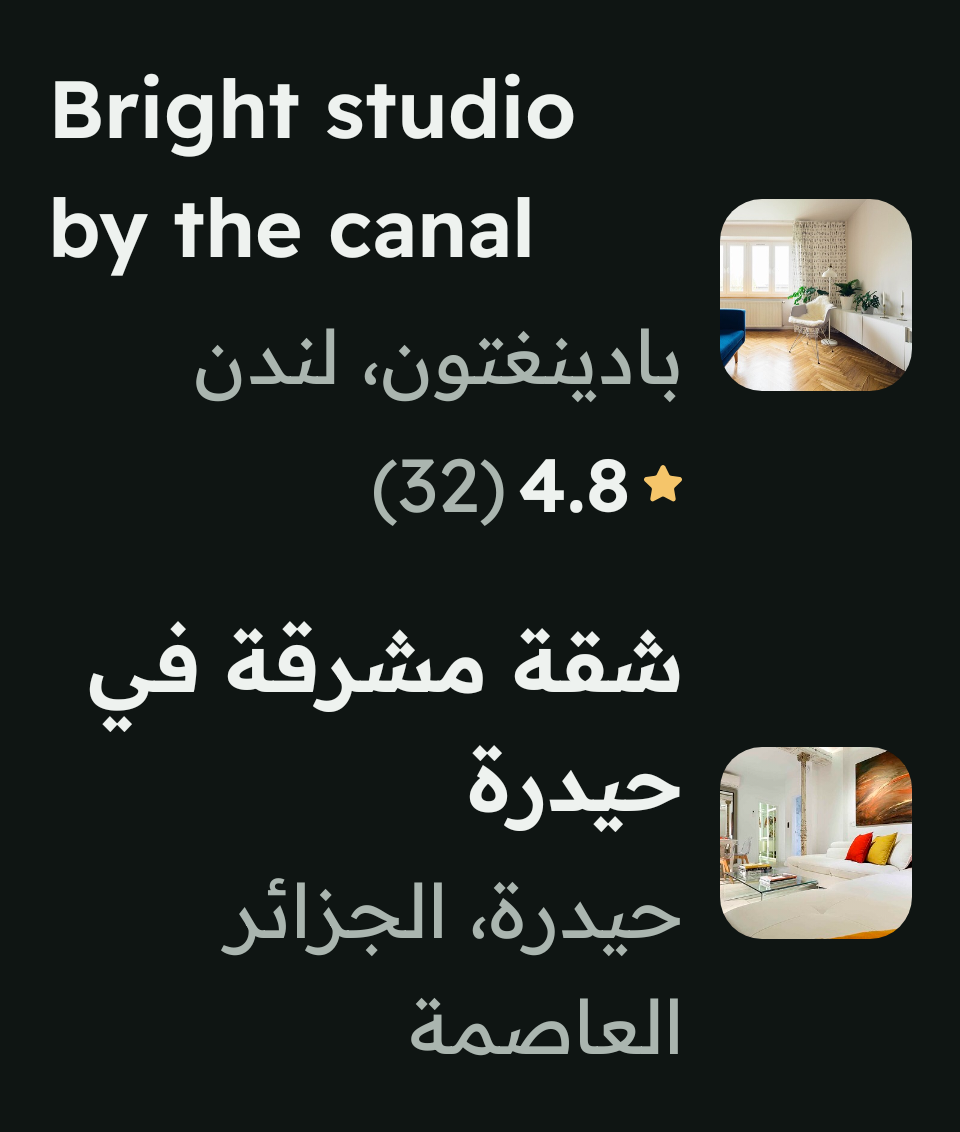 Bright studio
by the canal
بادينغتون، لندن
4.8 (32)
شقة مشرقة في
حيدرة
حيدرة، الجزائر
العاصمة